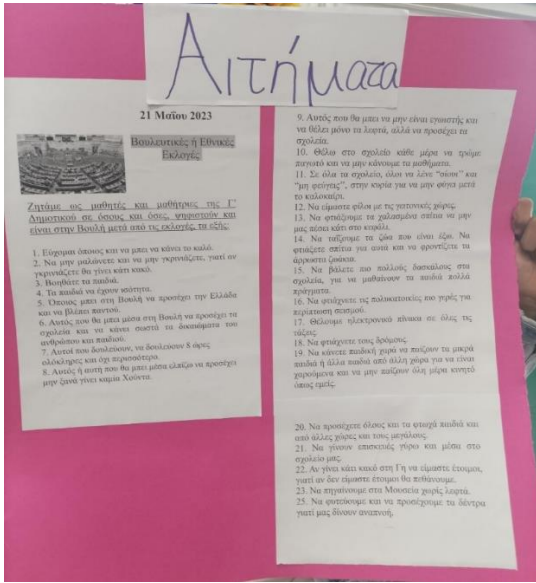 Αιτήματα
21 Μαΐου 2023
Βουλευτικές ή Εθνικές
Εκλογές
Ζητάμε ως μαθητές και μαθήτριες της Γ΄
Δημοτικού σε όσους και όσες, ψηφιστούν και
είναι στην Βουλή μετά από τις εκλογές, τα εξής:
1. Εύχομαι όποιος και να μπει να κάνει το καλό.
2. Να μην μαλώνετε και να μην γκρινιάζετε, γιατί αν
γκρινιάζετε θα γίνει κάτι κακό.
3. Βοηθάτε τα παιδιά.
4. Τα παιδιά να έχουν ισότητα.
5. Όποιος μπει στη Βουλή να προσέχει την Ελλάδα
και να βλέπει παντού.
6. Αυτός που θα μπει μέσα στη Βουλή να προσέχει τα
σχολεία και να κάνει σωστά τα δικαιώματα του
ανθρώπου και παιδιού.
7. Αυτοί που δουλεύουν, να δουλεύουν 8 ώρες
ολόκληρες και όχι περισσότερο.
8. Αυτός ή αυτή που θα μπει μέσα ελπίζω να προσέχει
μην ξανά γίνει καμία Χούντα.
9. Αυτός που θα μπει να μην είναι εγωιστής και
να θέλει μόνο τα λεφτά, αλλά να προσέχει τα
σχολεία.
10. Θέλω στο σχολείο κάθε μέρα να τρώμε
παγωτό και να μην κάνουμε τα μαθήματα.
11. Σε όλα τα σχολεία, όλοι να λένε “σώπα” και
“μη φεύγεις”, στην κυρία για να μην φύγει μετά
το καλοκαίρι.
12. Να είμαστε φίλοι με τις γειτονικές χώρες.
13. Να φτιάξουμε τα χαλασμένα σπίτια να μην
μας πέσει κάτι στο κεφάλι.
14. Να ταΐζουμε τα ζώα που είναι έξω. Να
φτιάξετε σπίτια για αυτά και να φροντίζετε τα
άρρωστα ζωάκια.
15. Να βάλετε πιο πολλούς δασκάλους στα
σχολεία, για να μαθαίνουν τα παιδιά πολλά
πράγματα.
16. Να φτιάχνετε τις πολυκατοικίες πιο γερές για
περίπτωση σεισμού.
17. Θέλουμε ηλεκτρονικό πίνακα σε όλες τις
τάξεις.
18. Να φτιάχνετε τους δρόμους.
19. Να κάνετε παιδική χαρά να παίζουν τα μικρά
παιδιά ή άλλα παιδιά από άλλη χώρα για να είναι
χαρούμενα και να μην παίζουν όλη μέρα κινητό
όπως εμείς.
20. Να προσέχετε όλους και τα φτωχά παιδιά και
από άλλες χώρες και τους μεγάλους.
21. Να γίνουν επισκευές γύρω και μέσα στο
σχολείο μας.
22. Αν γίνει κάτι κακό στη Γη να είμαστε έτοιμοι,
γιατί αν δεν είμαστε έτοιμοι θα πεθάνουμε.
23. Να πηγαίνουμε στα Μουσεία χωρίς λεφτά.
25. Να φυτεύουμε και να προσέχουμε τα δέντρα
γιατί μας δίνουν αναπνοή.